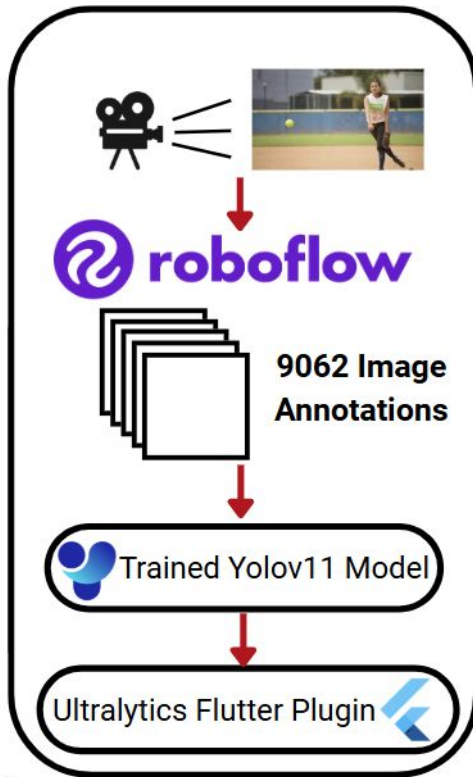 roboflow
9062 Image
Annotations
Trained Yolov11 Model
Ultralytics Flutter Plugin